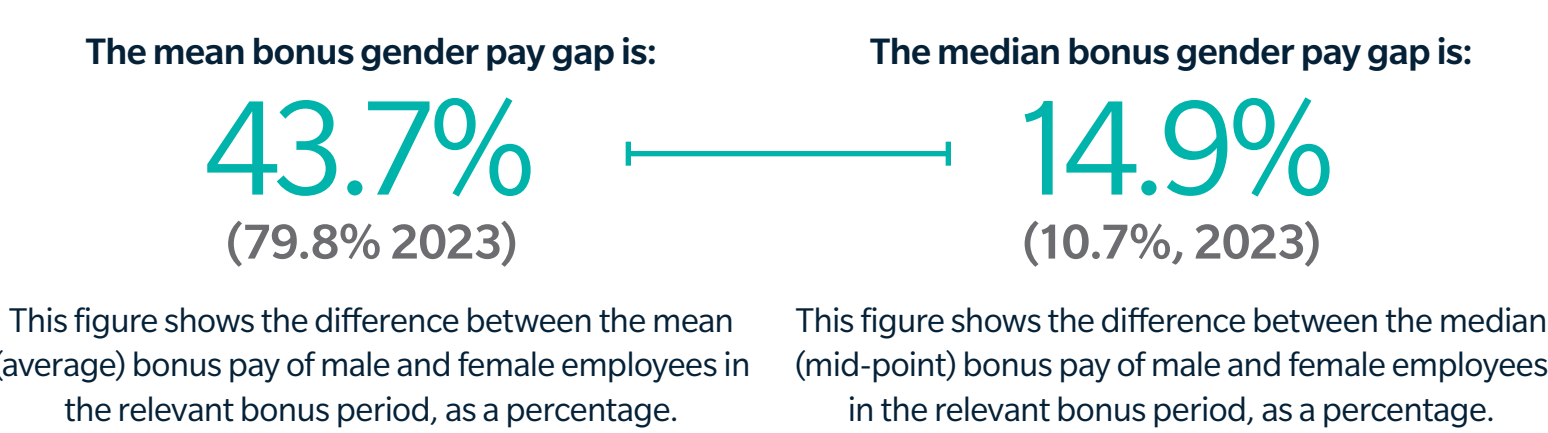 The mean bonus gender pay gap is:
43.7%
(79.8% 2023)
This figure shows the difference between the mean
(average) bonus pay of male and female employees in
the relevant bonus period, as a percentage.
The median bonus gender pay gap is:
14.9%
(10.7%, 2023)
This figure shows the difference between the median
(mid-point) bonus pay of male and female employees
in the relevant bonus period, as a percentage.